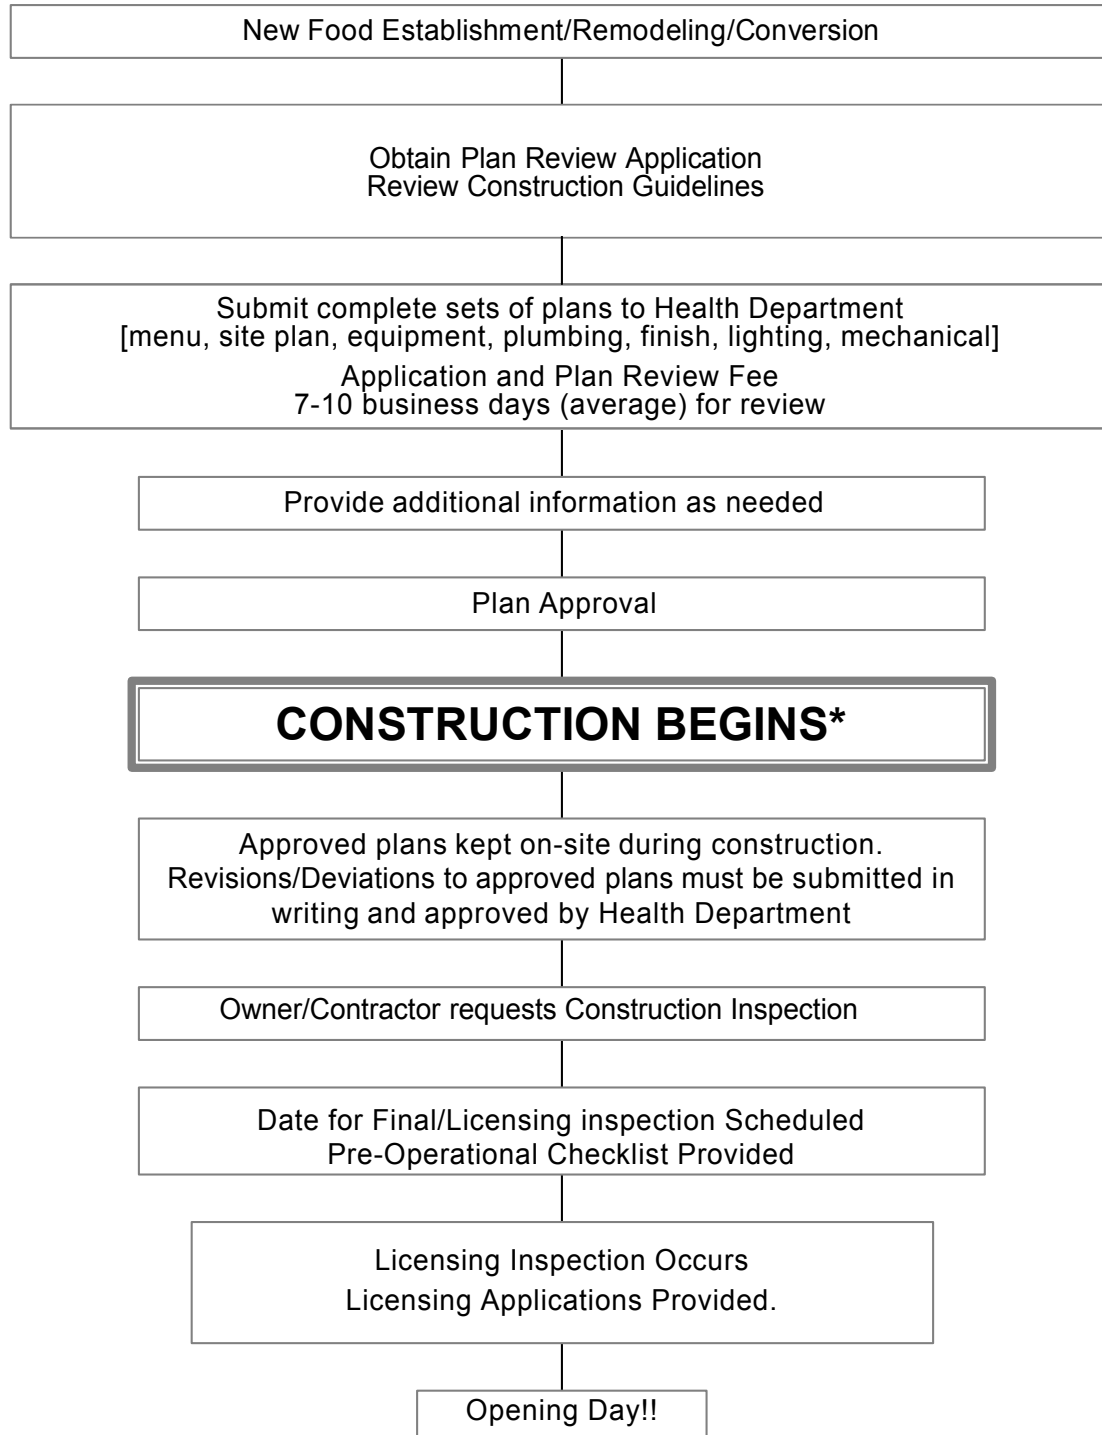 New Food Establishment/Remodeling/Conversion
Obtain Plan Review Application
Review Construction Guidelines
Submit complete sets of plans to Health Department
[menu, site plan, equipment, plumbing, finish, lighting, mechanical]
Application and Plan Review Fee
7-10 business days (average) for review
Provide additional information as needed
Plan Approval
CONSTRUCTION BEGINS*
Approved plans kept on-site during construction.
Revisions/Deviations to approved plans must be submitted in
writing and approved by Health Department
Owner/Contractor requests Construction Inspection
Date for Final/Licensing inspection Scheduled
Pre-Operational Checklist Provided
Licensing Inspection Occurs
Licensing Applications Provided.
Opening Day!!